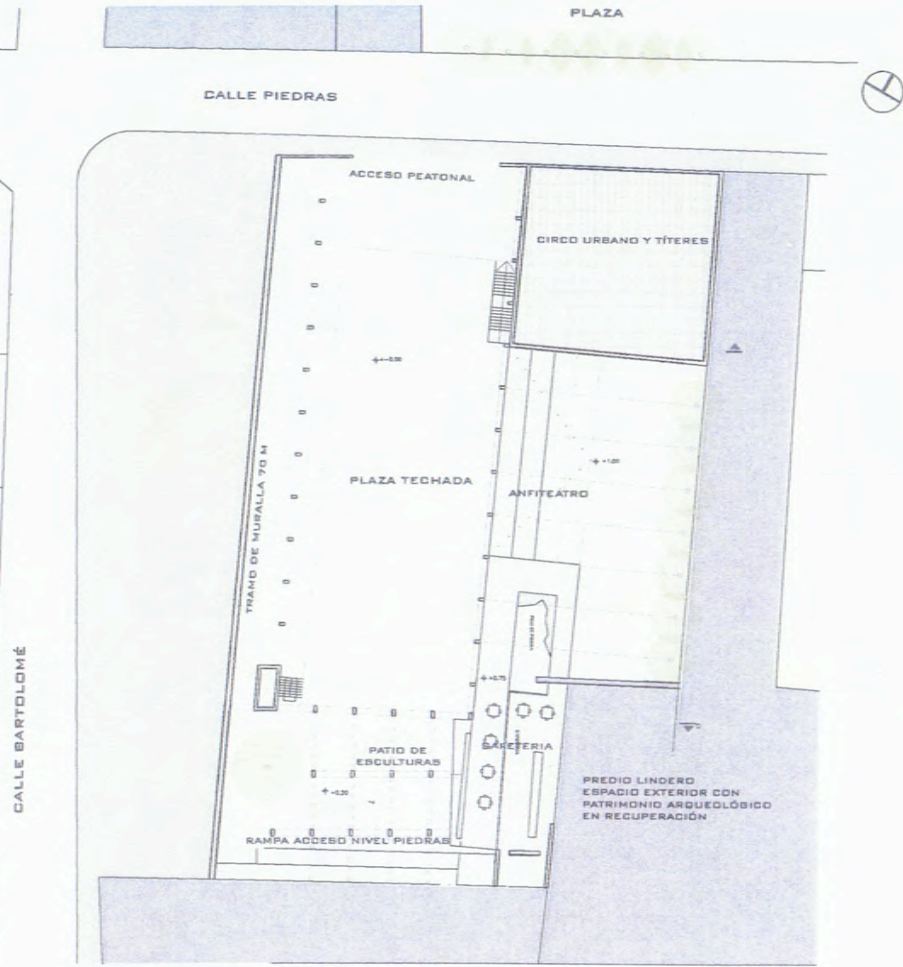 PLAZA
CALLE PIEDRAS
ACCESO PEATONAL
CIRCO URBANO Y TÍTERES
TRAMO DE MURALLA 70 M
PLAZA TECHADA
ANFITEATRO
+1.00
+0.75
CALLE BARTOLOMÉ
PATIO DE
ESCULTURAS
CAFETERIA
PREDIO LINDERO
ESPACIO EXTERIOR CON
PATRIMONIO ARQUEOLÓGICO
EN RECUPERACIÓN
RAMPA ACCESO NIVEL PIEDRAS